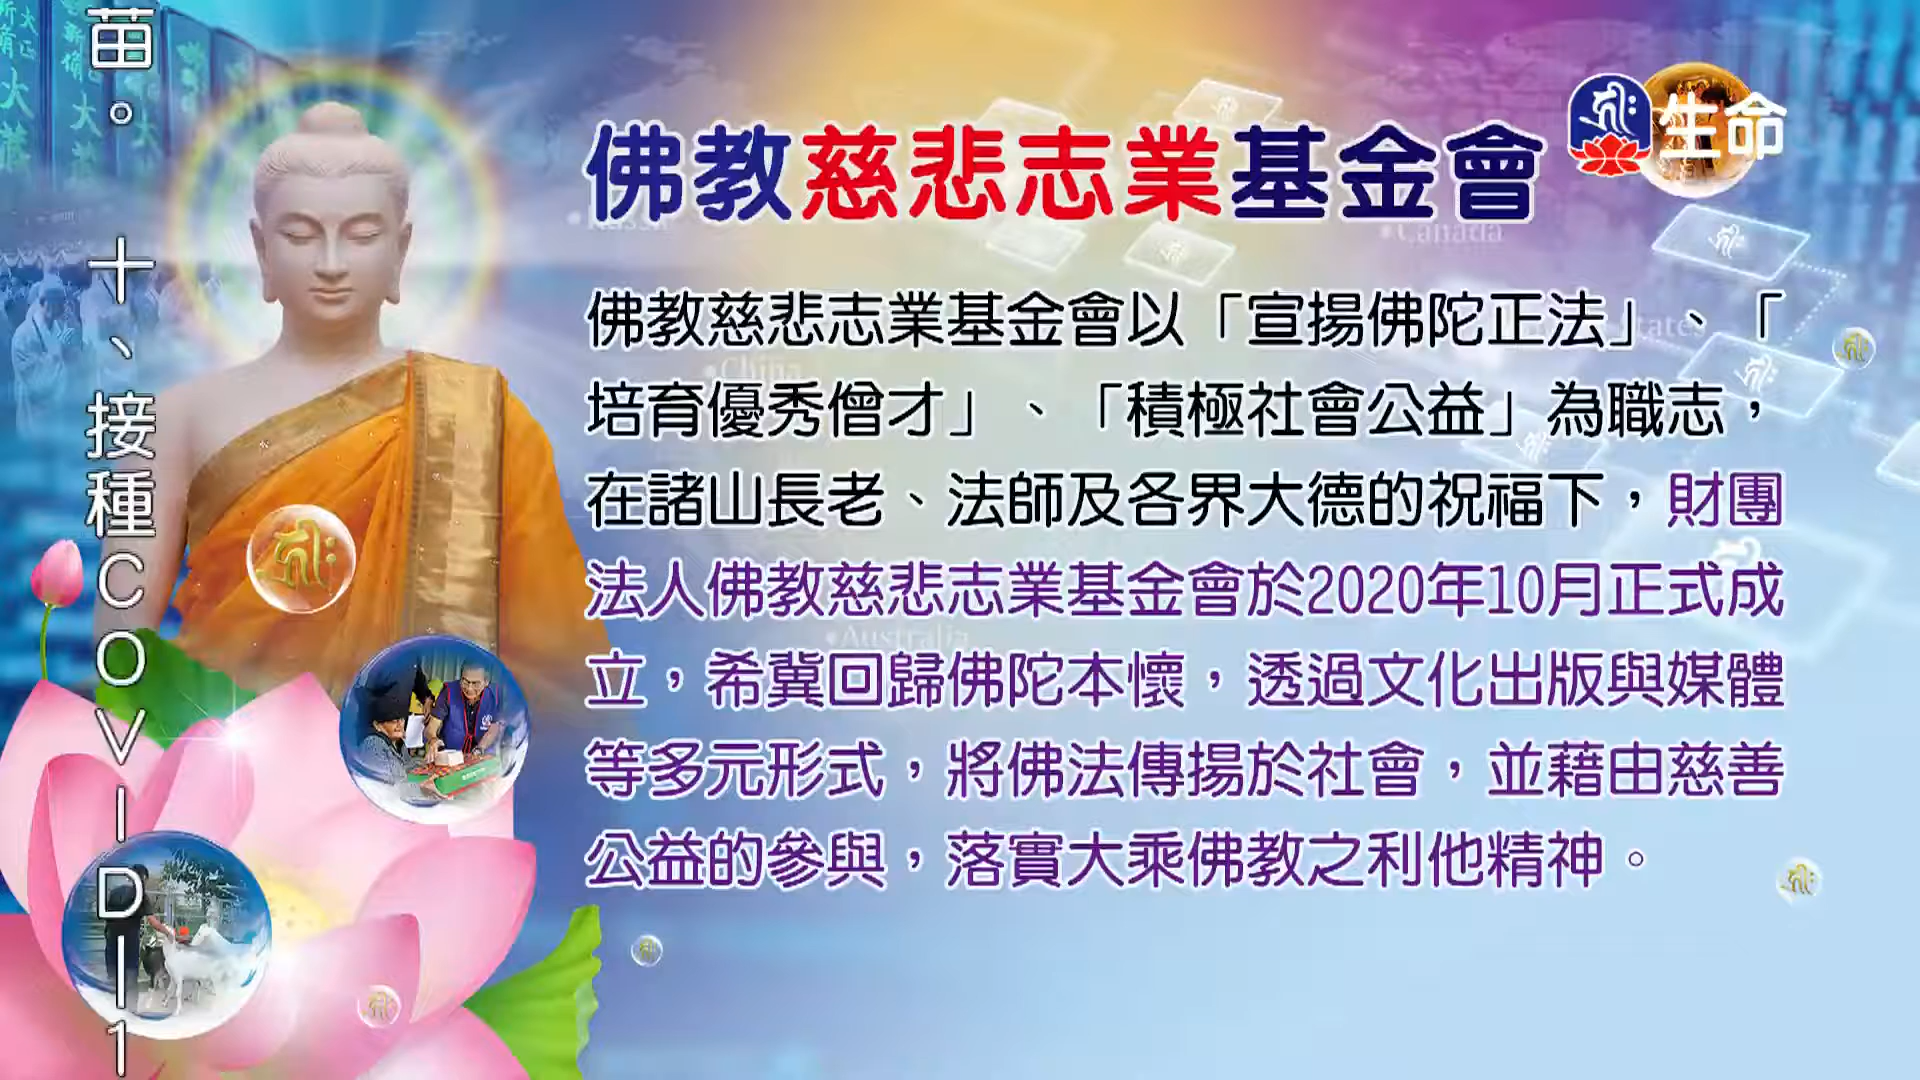 佛教慈悲志業基金會
生命
佛教慈悲志業基金會以「宣揚佛陀正法」、「
培育優秀僧才」、「積極社會公益」為職志，
在諸山長老、法師及各界大德的祝福下，財團
法人佛教慈悲志業基金會於2020年10月正式成
立，希冀回歸佛陀本懷，透過文化出版與媒體
等多元形式，將佛法傳揚於社會，並藉由慈善
公益的參與，落實大乘佛教之利他精神。
苗。 十、接種COVID-1
Canada
China
Australia